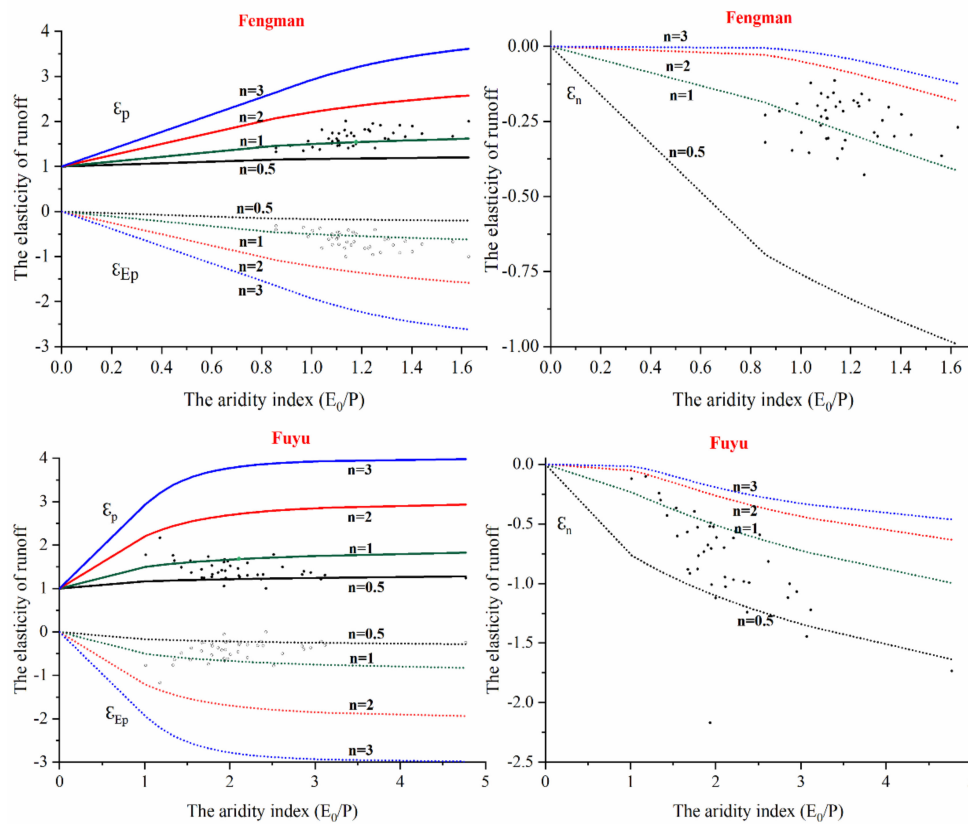 Fengman
The elasticity of runoff
4
3
2
1
0
-1
-2
-3
εp
n=3
n=2
n=1
n=0.5
n=0.5
n=1
n=2
n=3
εEp
0.0 0.2 0.4 0.6 0.8 1.0 1.2 1.4 1.6
The aridity index (E0/P)
Fengman
The elasticity of runoff
0.00
-0.25
-0.50
-0.75
-1.00
n=3
n=2
n=1
n=0.5
εn
0.0 0.2 0.4 0.6 0.8 1.0 1.2 1.4 1.6
The aridity index (E0/P)
Fuyu
The elasticity of runoff
4
3
2
1
0
-1
-2
-3
εp
n=3
n=2
n=1
n=0.5
n=0.5
n=1
n=2
n=3
εEp
0 1 2 3 4 5
The aridity index (E0/P)
Fuyu
The elasticity of runoff
0.0
-0.5
-1.0
-1.5
-2.0
-2.5
εn
n=3
n=2
n=1
n=0.5
0 1 2 3 4
The aridity index (E0/P)